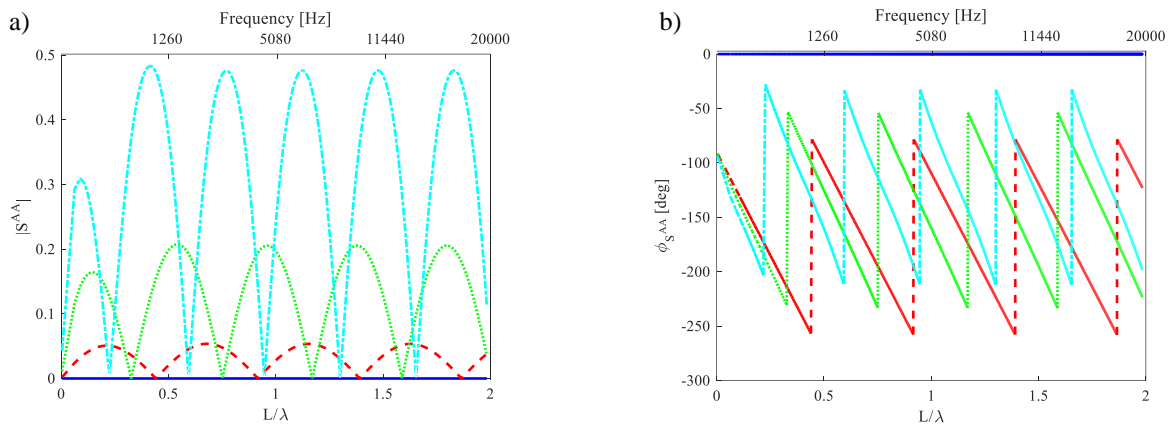 a)
Frequency [Hz]
1260 5080 11440 20000
0.5
0.4
0.3
0.2
0.1
0
|S^AA|
0 0.5 1 1.5 2
L/λ
b)
Frequency [Hz]
1260 5080 11440 20000
0
-50
-100
-150
-200
-250
-300
ϕ_S^AA [deg]
0 0.5 1 1.5 2
L/λ